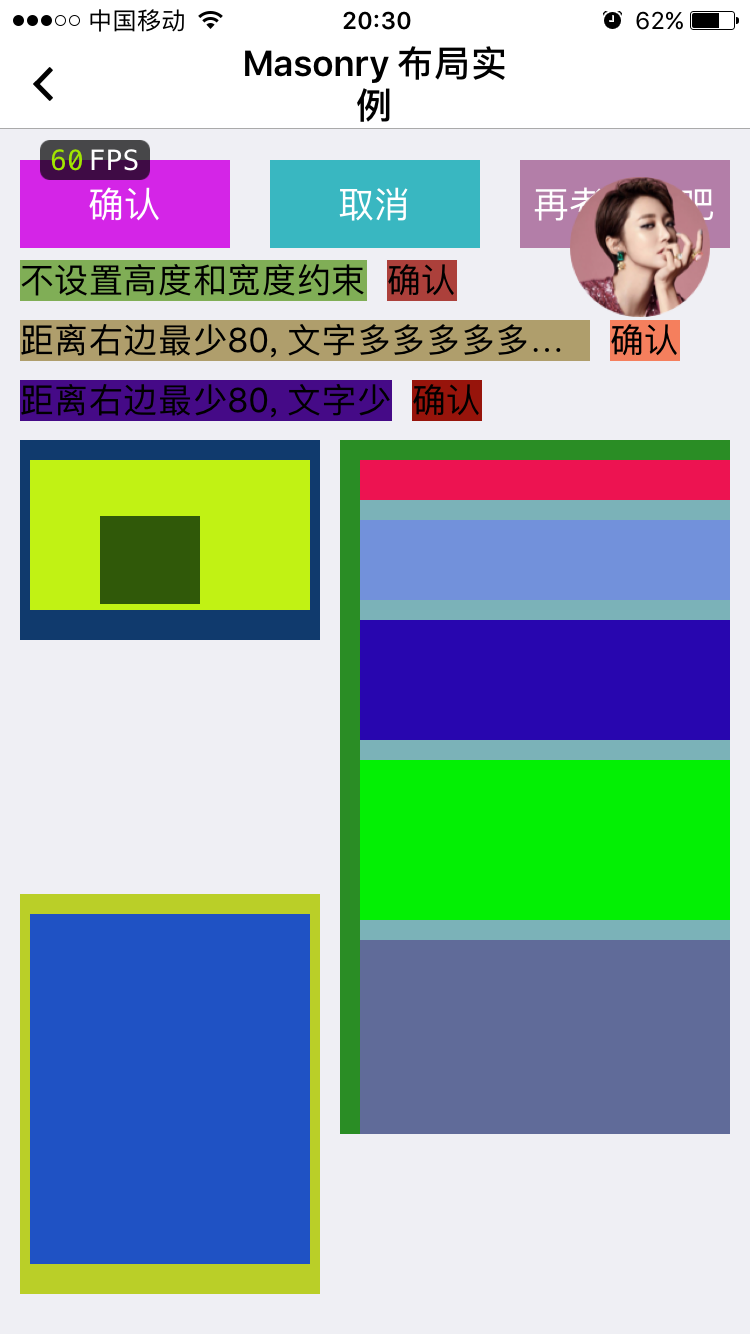 中国移动 20:30 62%
Masonry 布局实
例
60 FPS
确认 取消 再 吧
不设置高度和宽度约束 确认
距离右边最少80, 文字多多多多多... 确认
距离右边最少80, 文字少 确认